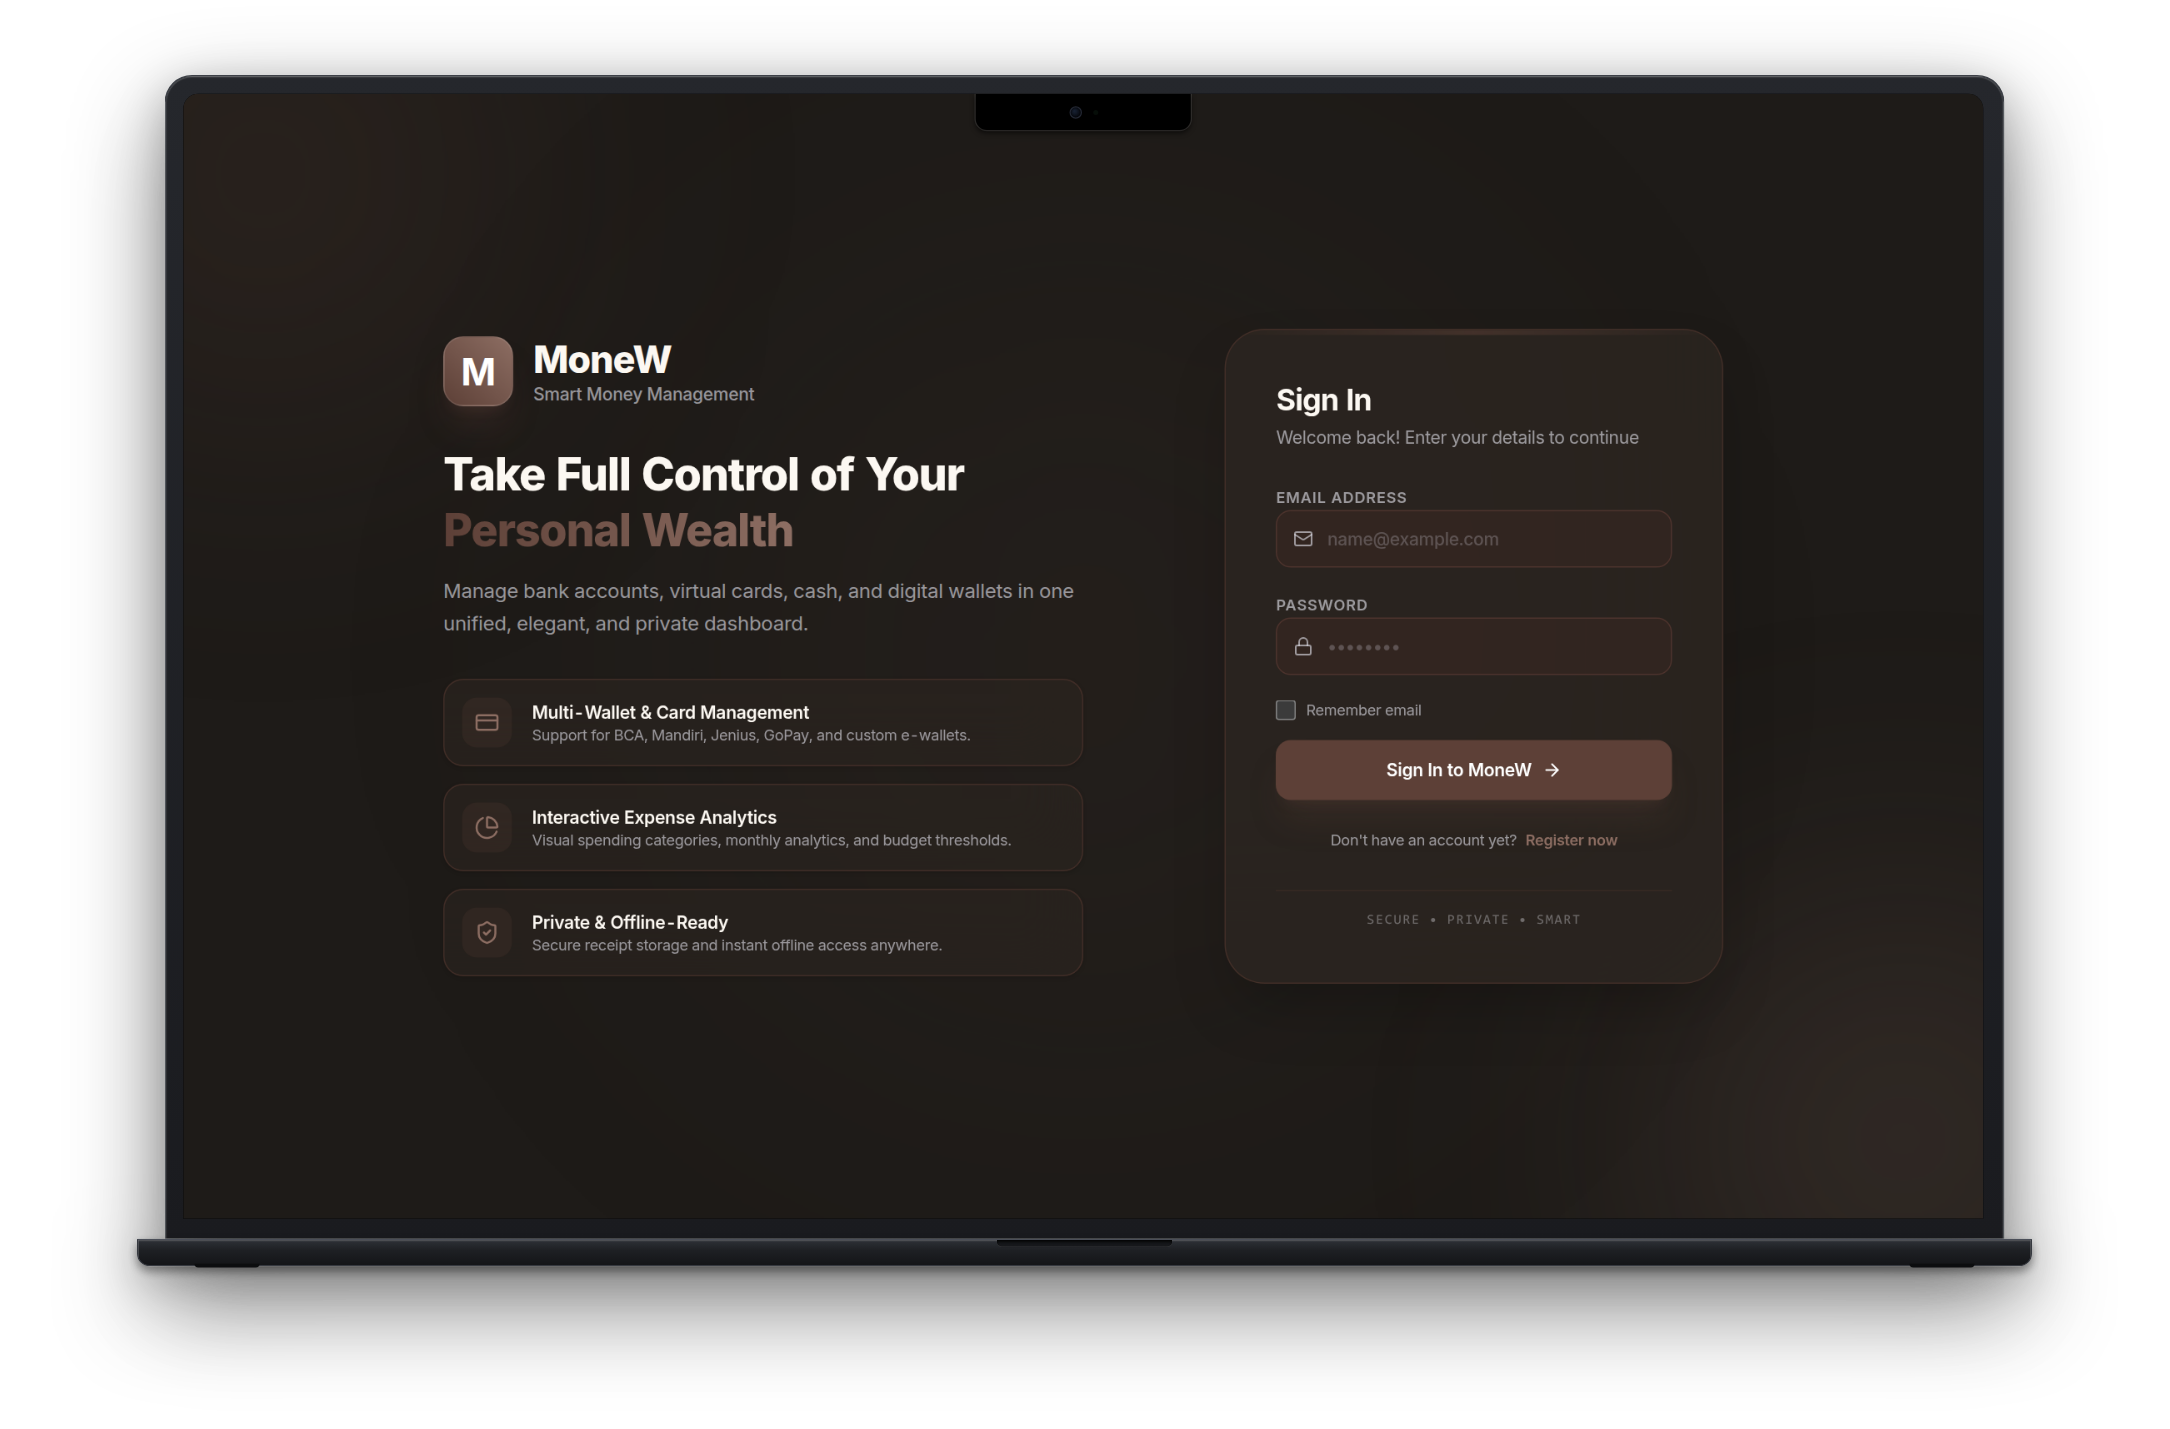 M
MoneW
Smart Money Management
Take Full Control of Your
Personal Wealth
Manage bank accounts, virtual cards, cash, and digital wallets in one
unified, elegant, and private dashboard.
Multi-Wallet & Card Management
Support for BCA, Mandiri, Jenius, GoPay, and custom e-wallets.
Interactive Expense Analytics
Visual spending categories, monthly analytics, and budget thresholds.
Private & Offline-Ready
Secure receipt storage and instant offline access anywhere.
Sign In
Welcome back! Enter your details to continue
EMAIL ADDRESS
name@example.com
PASSWORD
••••••••
Remember email
Sign In to MoneW →
Don't have an account yet? Register now
SECURE • PRIVATE • SMART